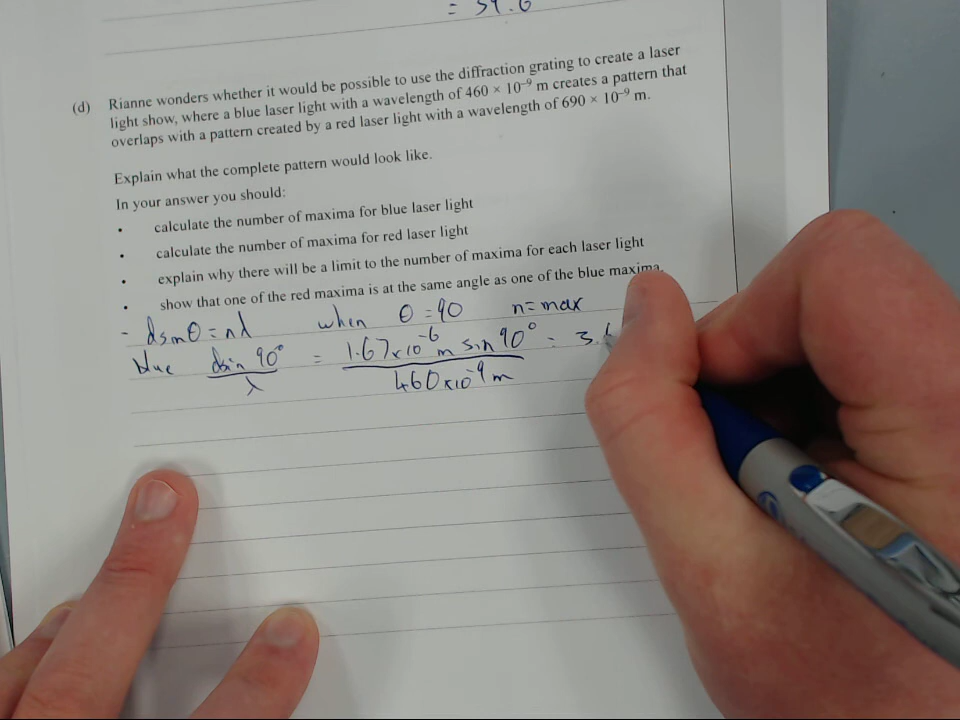 = 39.6
(d) Rianne wonders whether it would be possible to use the diffraction grating to create a laser
light show, where a blue laser light with a wavelength of 460 × 10⁻⁹ m creates a pattern that
overlaps with a pattern created by a red laser light with a wavelength of 690 × 10⁻⁹ m.
Explain what the complete pattern would look like.
In your answer you should:
• calculate the number of maxima for blue laser light
• calculate the number of maxima for red laser light
• explain why there will be a limit to the number of maxima for each laser light
• show that one of the red maxima is at the same angle as one of the blue maxima.
- dsinθ = nλ when θ = 90 n = max
blue dsin 90° / λ = 1.67×10⁻⁶ m sin 90° / 460×10⁻⁹ m = 3.6